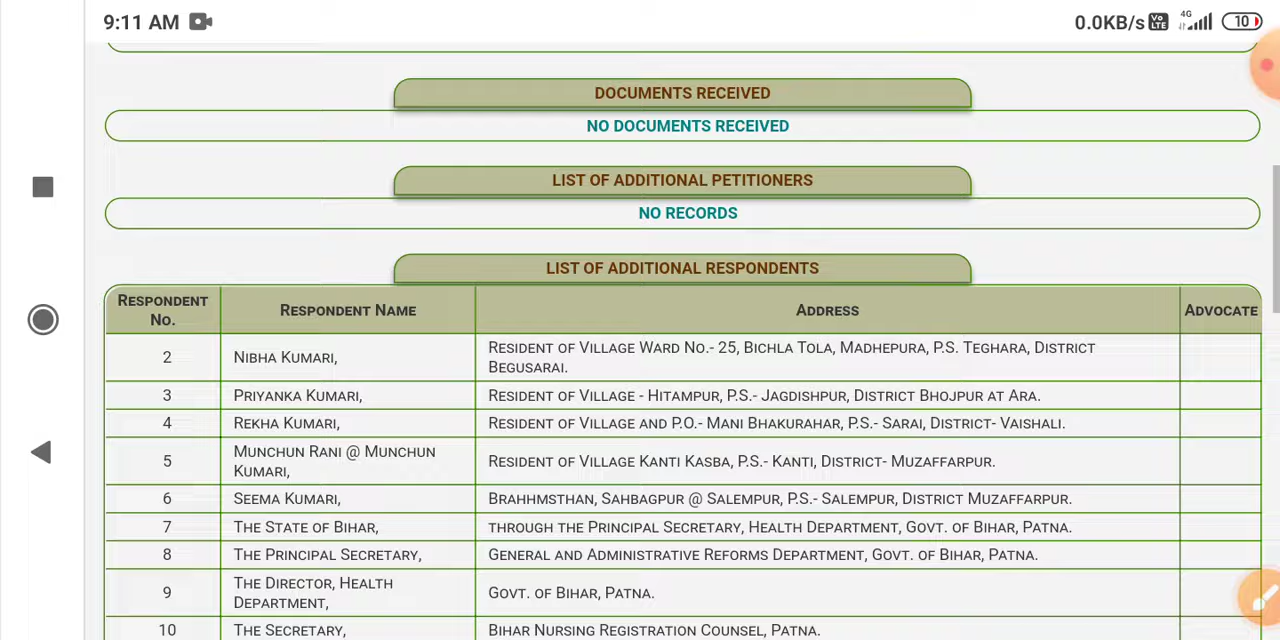 9:11 AM
0.0KB/s Vo LTE 4G 10
DOCUMENTS RECEIVED
NO DOCUMENTS RECEIVED
LIST OF ADDITIONAL PETITIONERS
NO RECORDS
LIST OF ADDITIONAL RESPONDENTS
RESPONDENT NO. RESPONDENT NAME ADDRESS ADVOCATE
2 NIBHA KUMARI, RESIDENT OF VILLAGE WARD NO.- 25, BICHLA TOLA, MADHEPURA, P.S. TEGHARA, DISTRICT
BEGUSARAI.
3 PRIYANKA KUMARI, RESIDENT OF VILLAGE - HITAMPUR, P.S.- JAGDISHPUR, DISTRICT BHOJPUR AT ARA.
4 REKHA KUMARI, RESIDENT OF VILLAGE AND P.O.- MANI BHAKURAHAR, P.S.- SARAI, DISTRICT- VAISHALI.
5 MUNCHUN RANI @ MUNCHUN
KUMARI, RESIDENT OF VILLAGE KANTI KASBA, P.S.- KANTI, DISTRICT- MUZAFFARPUR.
6 SEEMA KUMARI, BRAHHMSTHAN, SAHBAGPUR @ SALEMPUR, P.S.- SALEMPUR, DISTRICT MUZAFFARPUR.
7 THE STATE OF BIHAR, THROUGH THE PRINCIPAL SECRETARY, HEALTH DEPARTMENT, GOVT. OF BIHAR, PATNA.
8 THE PRINCIPAL SECRETARY, GENERAL AND ADMINISTRATIVE REFORMS DEPARTMENT, GOVT. OF BIHAR, PATNA.
9 THE DIRECTOR, HEALTH
DEPARTMENT, GOVT. OF BIHAR, PATNA.
10 THE SECRETARY, BIHAR NURSING REGISTRATION COUNSEL, PATNA.